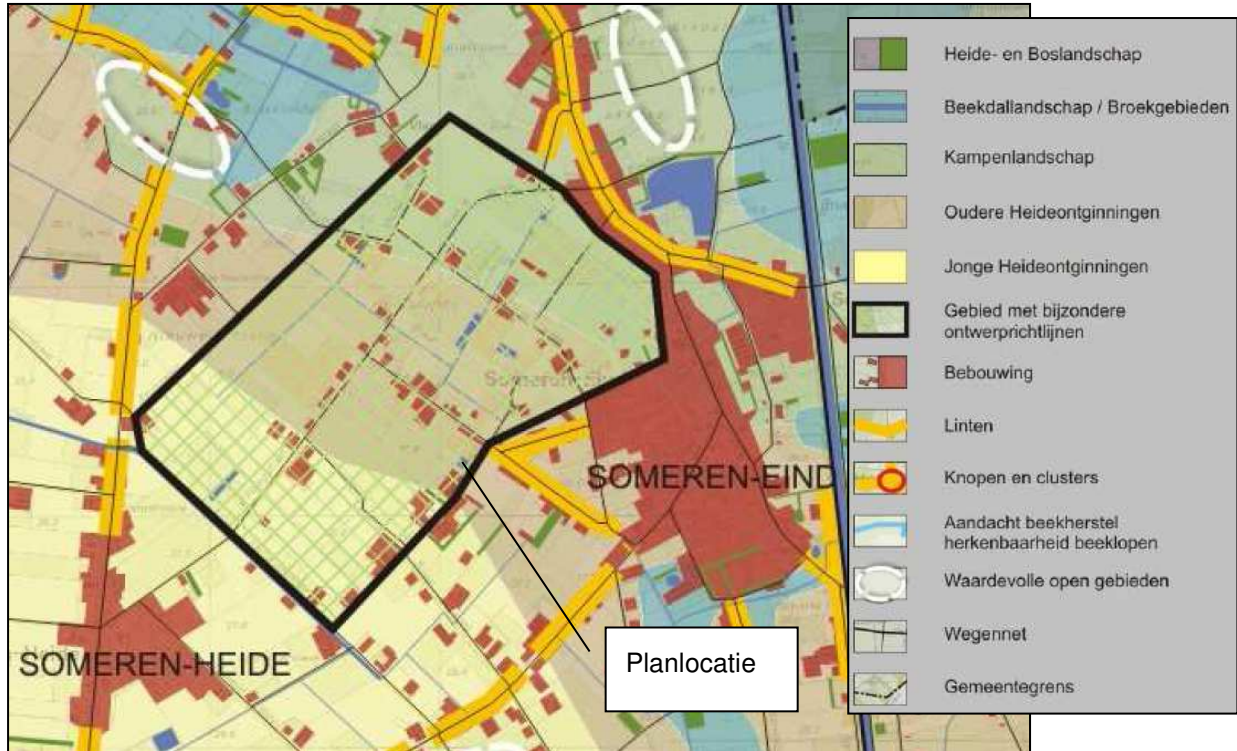 SOMEREN-EIND
SOMEREN-HEIDE
Planlocatie
Heide- en Boslandschap
Beekdallandschap / Broekgebieden
Kampenlandschap
Oudere Heideontginningen
Jonge Heideontginningen
Gebied met bijzondere
ontwerprichtlijnen
Bebouwing
Linten
Knopen en clusters
Aandacht beekherstel
herkenbaarheid beeklopen
Waardevolle open gebieden
Wegennet
Gemeentegrens